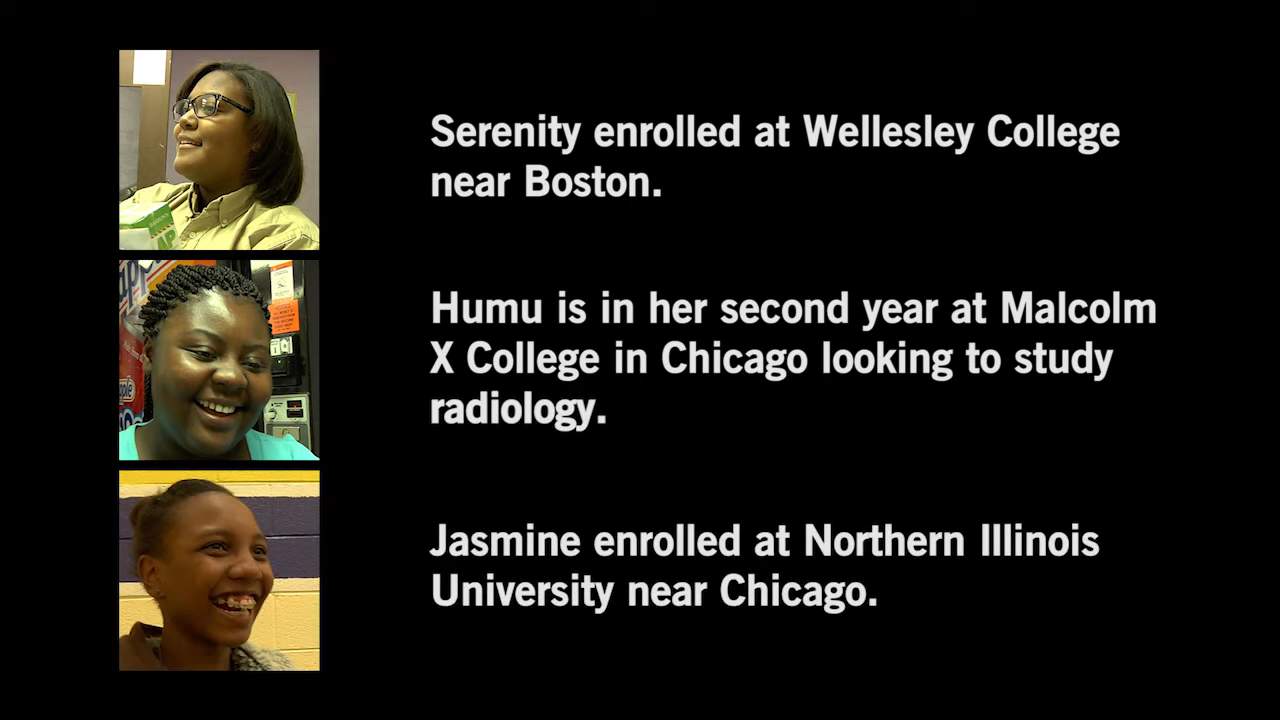 Serenity enrolled at Wellesley College
near Boston.
AP
Humu is in her second year at Malcolm
X College in Chicago looking to study
radiology.
Jasmine enrolled at Northern Illinois
University near Chicago.